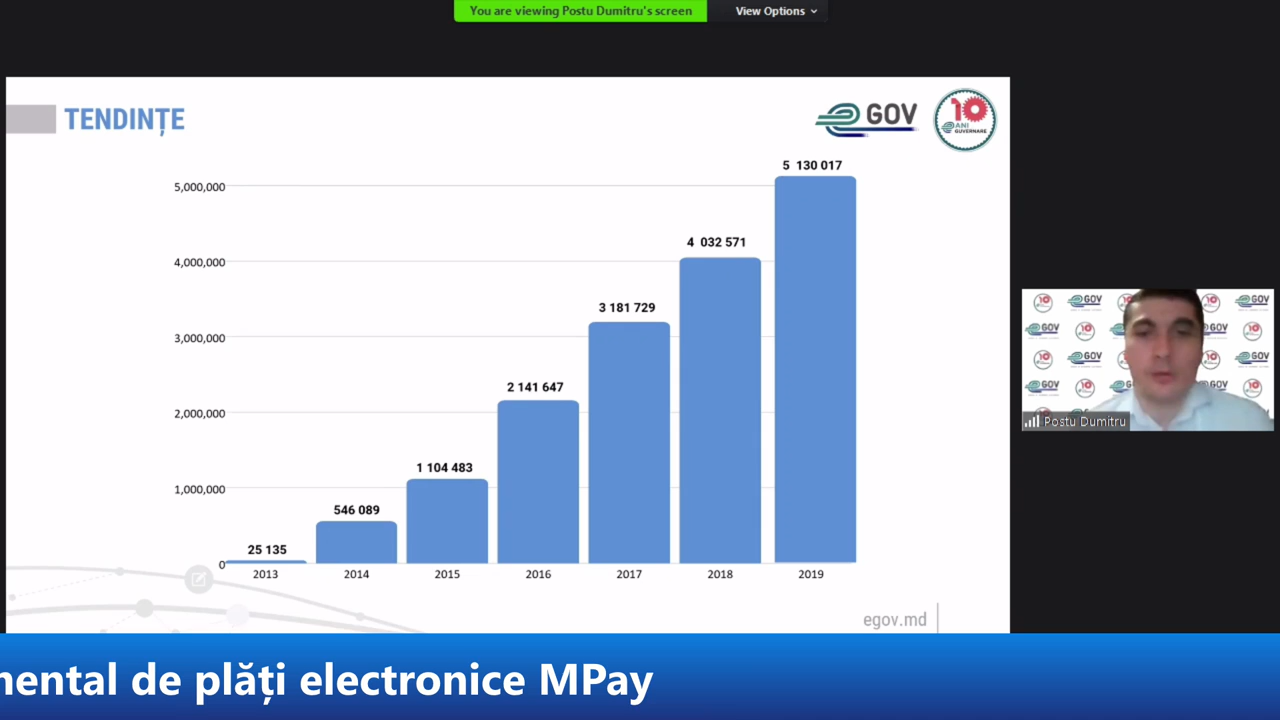 You are viewing Postu Dumitru's screen
View Options
TENDINȚE
GOV
10
ANI
GUVERNARE
5 130 017
5,000,000
4 032 571
4,000,000
3 181 729
3,000,000
2 141 647
2,000,000
1 104 483
1,000,000
546 089
25 135
0
2013 2014 2015 2016 2017 2018 2019
egov.md
Postu Dumitru
mental de plăți electronice MPay